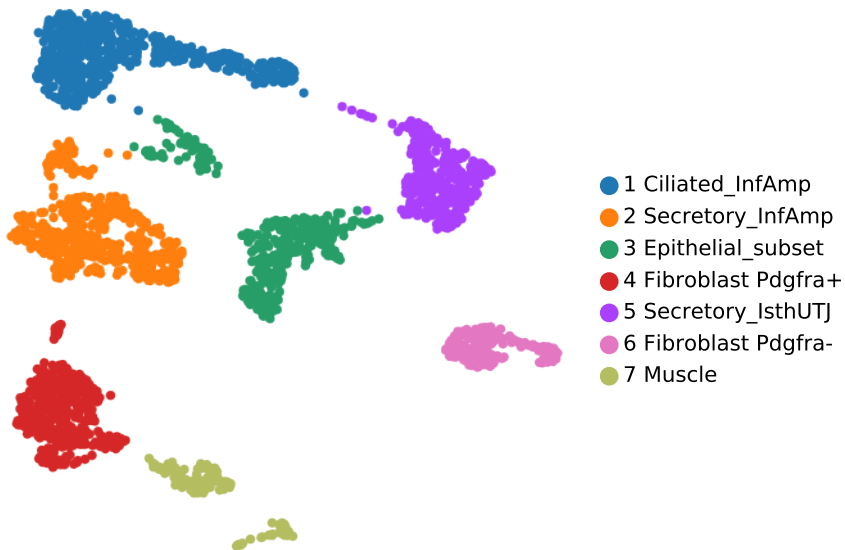 1 Ciliated_InfAmp
2 Secretory_InfAmp
3 Epithelial_subset
4 Fibroblast Pdgfra+
5 Secretory_IsthUTJ
6 Fibroblast Pdgfra-
7 Muscle